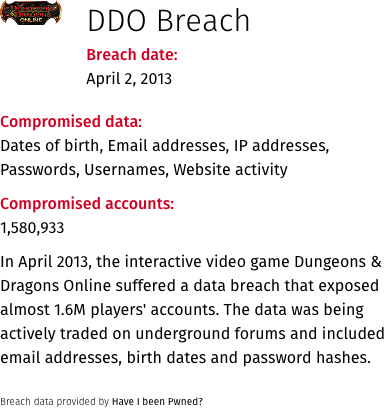 DUNGEONS & DRAGONS ONLINE
DDO Breach
Breach date:
April 2, 2013
Compromised data:
Dates of birth, Email addresses, IP addresses,
Passwords, Usernames, Website activity
Compromised accounts:
1,580,933
In April 2013, the interactive video game Dungeons &
Dragons Online suffered a data breach that exposed
almost 1.6M players' accounts. The data was being
actively traded on underground forums and included
email addresses, birth dates and password hashes.
Breach data provided by Have I been Pwned?